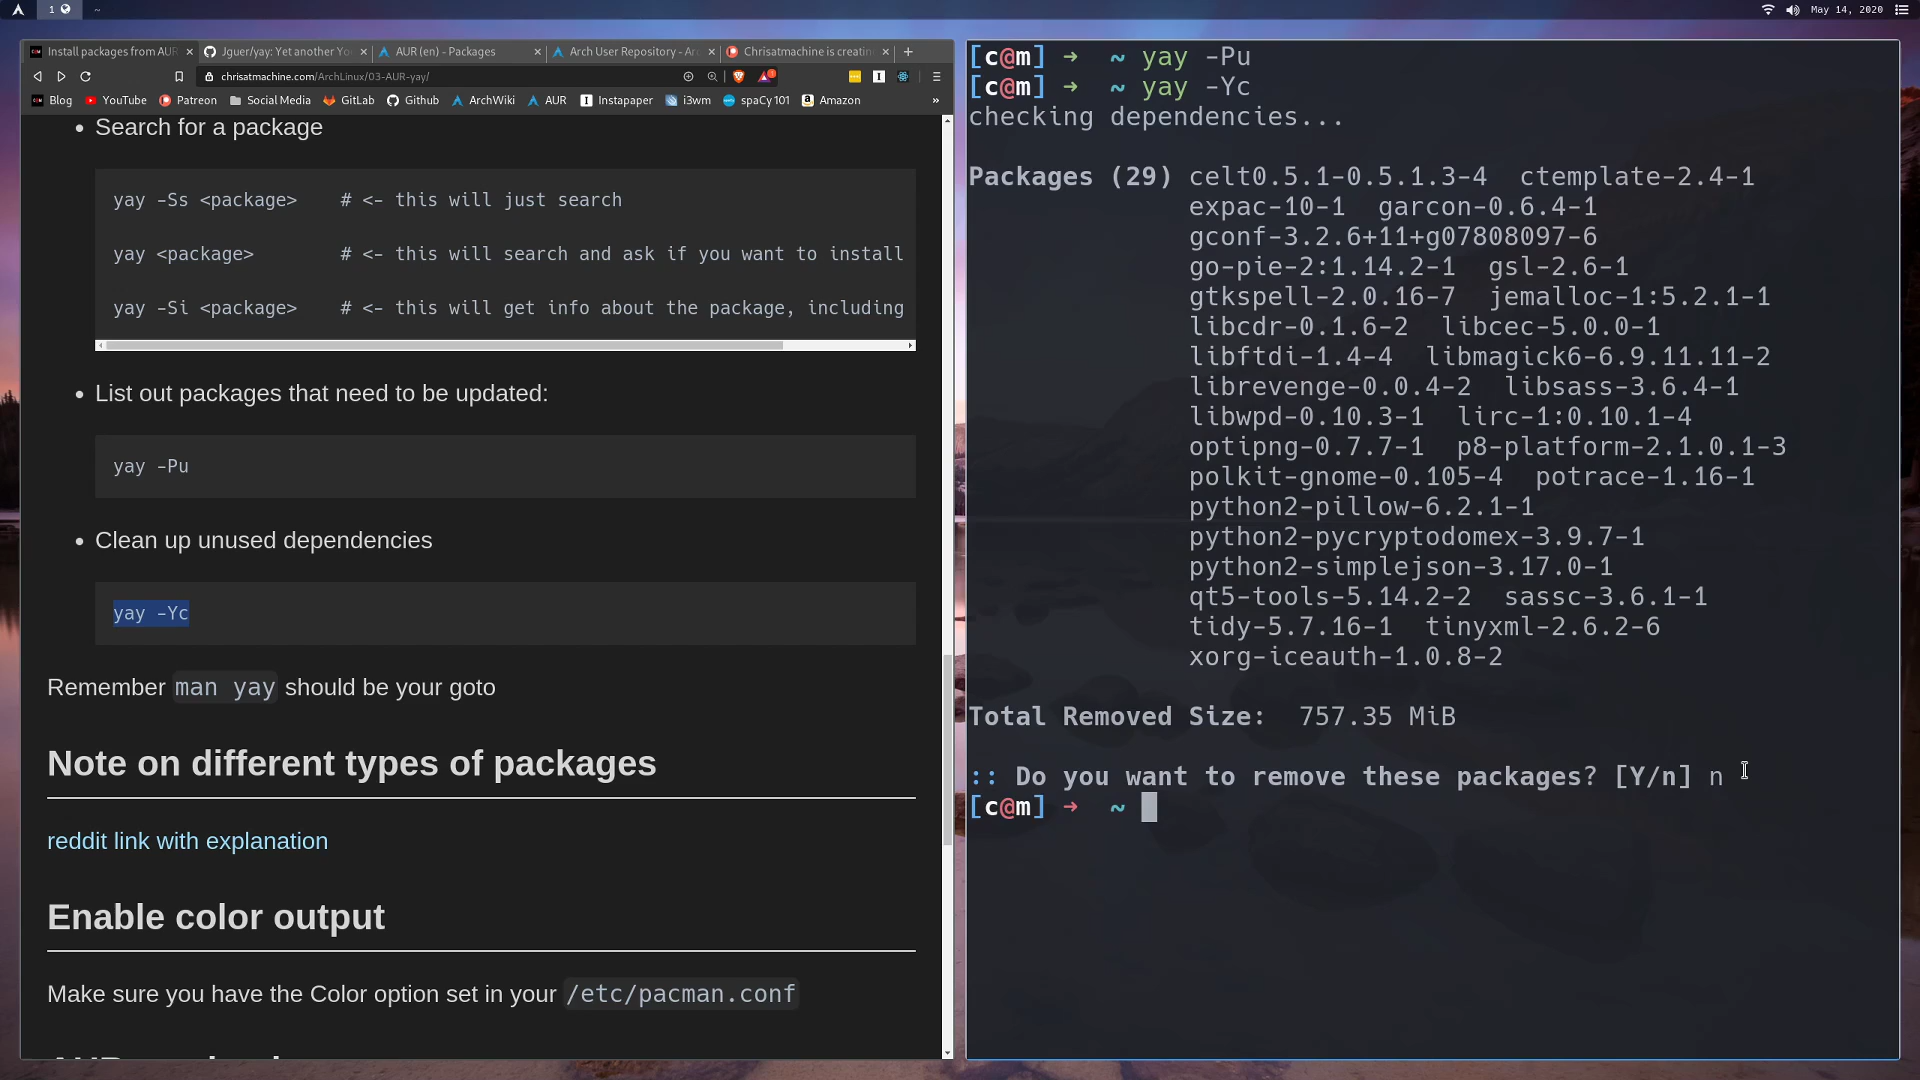 1
~
May 14, 2020
Install packages from AUR
Jguer/yay: Yet another Yo
AUR (en) - Packages
Arch User Repository - Ar
Chrisatmachine is creatin
chrisatmachine.com/ArchLinux/03-AUR-yay/
Blog YouTube Patreon Social Media GitLab Github ArchWiki AUR Instapaper i3wm spaCy101 Amazon »
• Search for a package
yay -Ss <package> # <- this will just search
yay <package> # <- this will search and ask if you want to install
yay -Si <package> # <- this will get info about the package, including
• List out packages that need to be updated:
yay -Pu
• Clean up unused dependencies
yay -Yc
Remember man yay should be your goto
Note on different types of packages
reddit link with explanation
Enable color output
Make sure you have the Color option set in your /etc/pacman.conf
[c@m] ➜ ~ yay -Pu
[c@m] ➜ ~ yay -Yc
checking dependencies...
Packages (29) celt0.5.1-0.5.1.3-4 ctemplate-2.4-1
expac-10-1 garcon-0.6.4-1
gconf-3.2.6+11+g07808097-6
go-pie-2:1.14.2-1 gsl-2.6-1
gtkspell-2.0.16-7 jemalloc-1:5.2.1-1
libcdr-0.1.6-2 libcec-5.0.0-1
libftdi-1.4-4 libmagick6-6.9.11.11-2
librevenge-0.0.4-2 libsass-3.6.4-1
libwpd-0.10.3-1 lirc-1:0.10.1-4
optipng-0.7.7-1 p8-platform-2.1.0.1-3
polkit-gnome-0.105-4 potrace-1.16-1
python2-pillow-6.2.1-1
python2-pycryptodomex-3.9.7-1
python2-simplejson-3.17.0-1
qt5-tools-5.14.2-2 sassc-3.6.1-1
tidy-5.7.16-1 tinyxml-2.6.2-6
xorg-iceauth-1.0.8-2
Total Removed Size: 757.35 MiB
:: Do you want to remove these packages? [Y/n] n
[c@m] ➜ ~